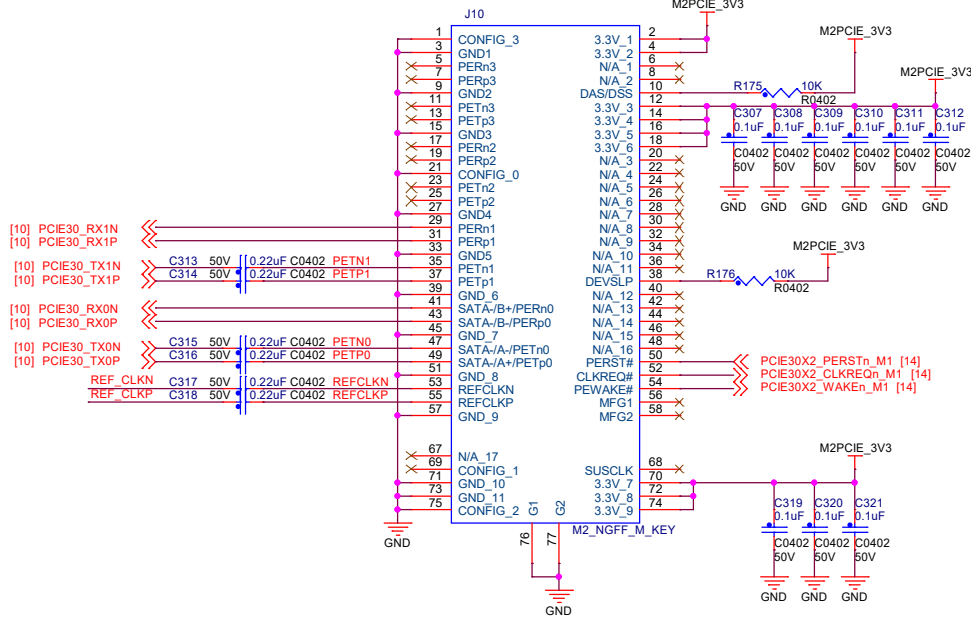 M2PCIE_3V3
J10
M2PCIE_3V3
1 CONFIG_3 3.3V_1 2
3 GND1 3.3V_2 4
5 PERn3 N/A_1 6
M2PCIE_3V3
7 PERp3 N/A_2 8
9 GND2 DAS/DSS 10 R175 10K
R0402
11 PETn3 3.3V_3 12
13 PETp3 3.3V_4 14 C307 C308 C309 C310 C311 C312
0.1uF 0.1uF 0.1uF 0.1uF 0.1uF 0.1uF
15 GND3 3.3V_5 16
17 PERn2 3.3V_6 18
C0402 C0402 C0402 C0402 C0402 C0402
19 PERp2 N/A_3 20
50V 50V 50V 50V 50V 50V
21 CONFIG_0 N/A_4 22
23 PETn2 N/A_5 24
25 PETp2 N/A_6 26
GND GND GND GND GND GND
27 GND4 N/A_7 28
[10] PCIE30_RX1N 29 PERn1 N/A_8 30
[10] PCIE30_RX1P 31 PERp1 N/A_9 32
M2PCIE_3V3
33 GND5 N/A_10 34
[10] PCIE30_TX1N C313 50V 0.22uF C0402 PETN1 35 PETn1 N/A_11 36
[10] PCIE30_TX1P C314 50V 0.22uF C0402 PETP1 37 PETp1 DEVSLP 38 R176 10K
R0402
39 GND_6 N/A_12 40
[10] PCIE30_RX0N 41 SATA-/B+/PERn0 N/A_13 42
[10] PCIE30_RX0P 43 SATA-/B-/PERp0 N/A_14 44
45 GND_7 N/A_15 46
[10] PCIE30_TX0N C315 50V 0.22uF C0402 PETN0 47 SATA-/A-/PETn0 N/A_16 48
[10] PCIE30_TX0P C316 50V 0.22uF C0402 PETP0 49 SATA-/A+/PETp0 PERST# 50 PCIE30X2_PERSTn_M1 [14]
51 GND_8 CLKREQ# 52 PCIE30X2_CLKREQn_M1 [14]
REF_CLKN C317 50V 0.22uF C0402 REFCLKN 53 REFCLKN PEWAKE# 54 PCIE30X2_WAKEn_M1 [14]
REF_CLKP C318 50V 0.22uF C0402 REFCLKP 55 REFCLKP MFG1 56
57 GND_9 MFG2 58
M2PCIE_3V3
67 N/A_17
69 CONFIG_1 SUSCLK 68
71 GND_10 3.3V_7 70
73 GND_11 3.3V_8 72
75 CONFIG_2 3.3V_9 74
C319 C320 C321
0.1uF 0.1uF 0.1uF
G1 G2
M2_NGFF_M_KEY
GND
76 77
C0402 C0402 C0402
50V 50V 50V
GND GND GND
GND